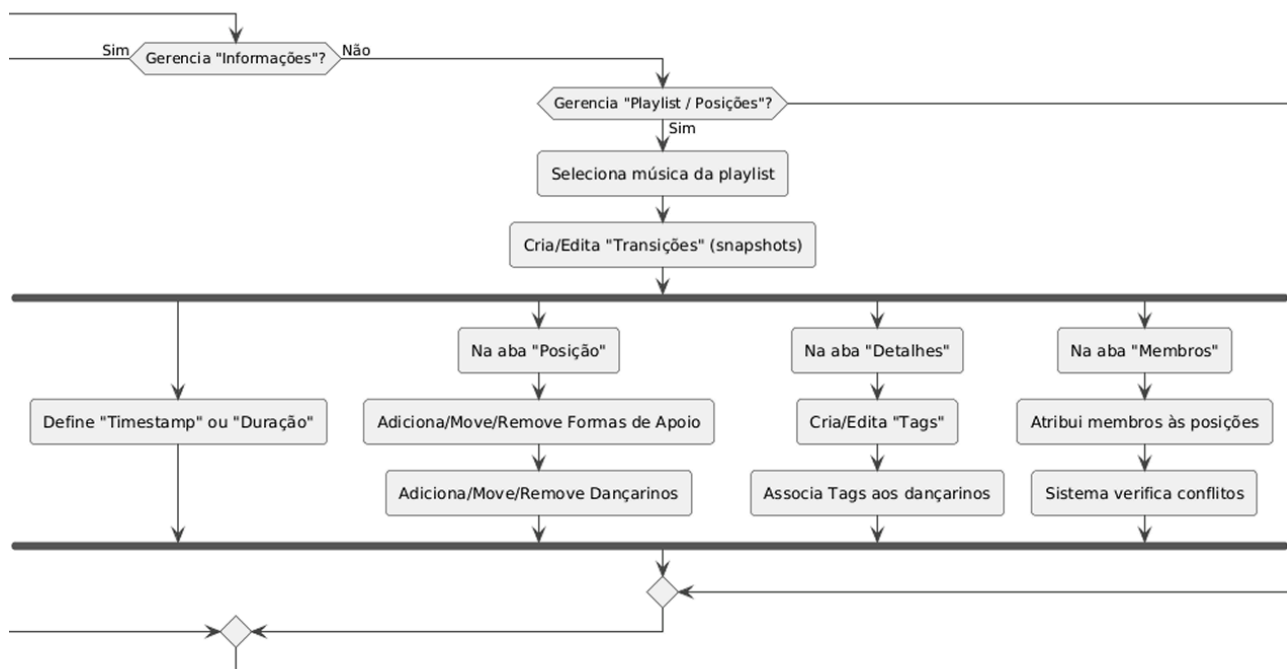 Sim
Gerencia "Informações"?
Não
Gerencia "Playlist / Posições"?
Sim
Seleciona música da playlist
Cria/Edita "Transições" (snapshots)
Na aba "Posição"
Na aba "Detalhes"
Na aba "Membros"
Define "Timestamp" ou "Duração"
Adiciona/Move/Remove Formas de Apoio
Cria/Edita "Tags"
Atribui membros às posições
Adiciona/Move/Remove Dançarinos
Associa Tags aos dançarinos
Sistema verifica conflitos